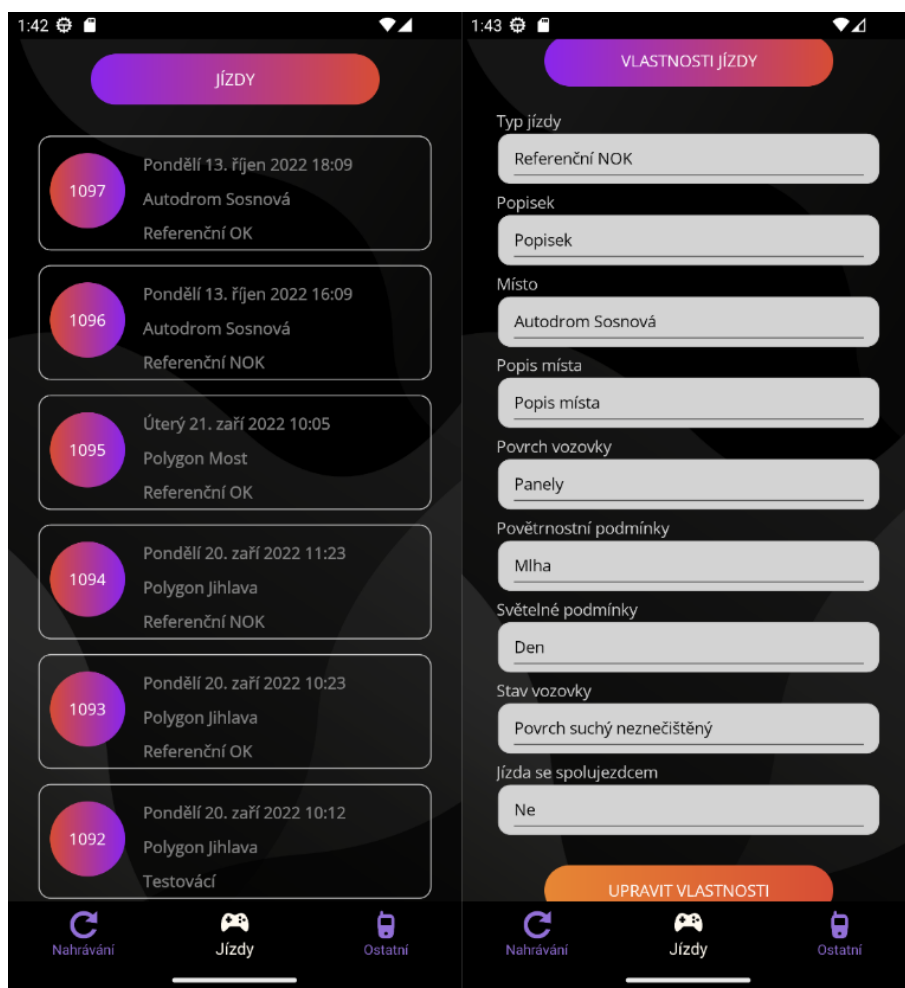 1:42
JÍZDY
1097
Pondělí 13. říjen 2022 18:09
Autodrom Sosnová
Referenční OK
1096
Pondělí 13. říjen 2022 16:09
Autodrom Sosnová
Referenční NOK
1095
Úterý 21. zaří 2022 10:05
Polygon Most
Referenční OK
1094
Pondělí 20. zaří 2022 11:23
Polygon Jihlava
Referenční NOK
1093
Pondělí 20. zaří 2022 10:23
Polygon Jihlava
Referenční OK
1092
Pondělí 20. zaří 2022 10:12
Polygon Jihlava
Testovácí
Nahrávání
Jízdy
Ostatní
1:43
VLASTNOSTI JÍZDY
Typ jízdy
Referenční NOK
Popisek
Popisek
Místo
Autodrom Sosnová
Popis místa
Popis místa
Povrch vozovky
Panely
Povětrnostní podmínky
Mlha
Světelné podmínky
Den
Stav vozovky
Povrch suchý neznečištěný
Jízda se spolujezdcem
Ne
UPRAVIT VLASTNOSTI
Nahrávání
Jízdy
Ostatní